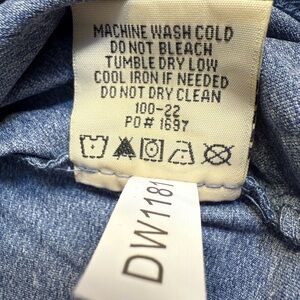 MACHINE WASH COLD
DO NOT BLEACH
TUMBLE DRY LOW
COOL IRON IF NEEDED
DO NOT DRY CLEAN
100-22
PO# 1697
DW1181